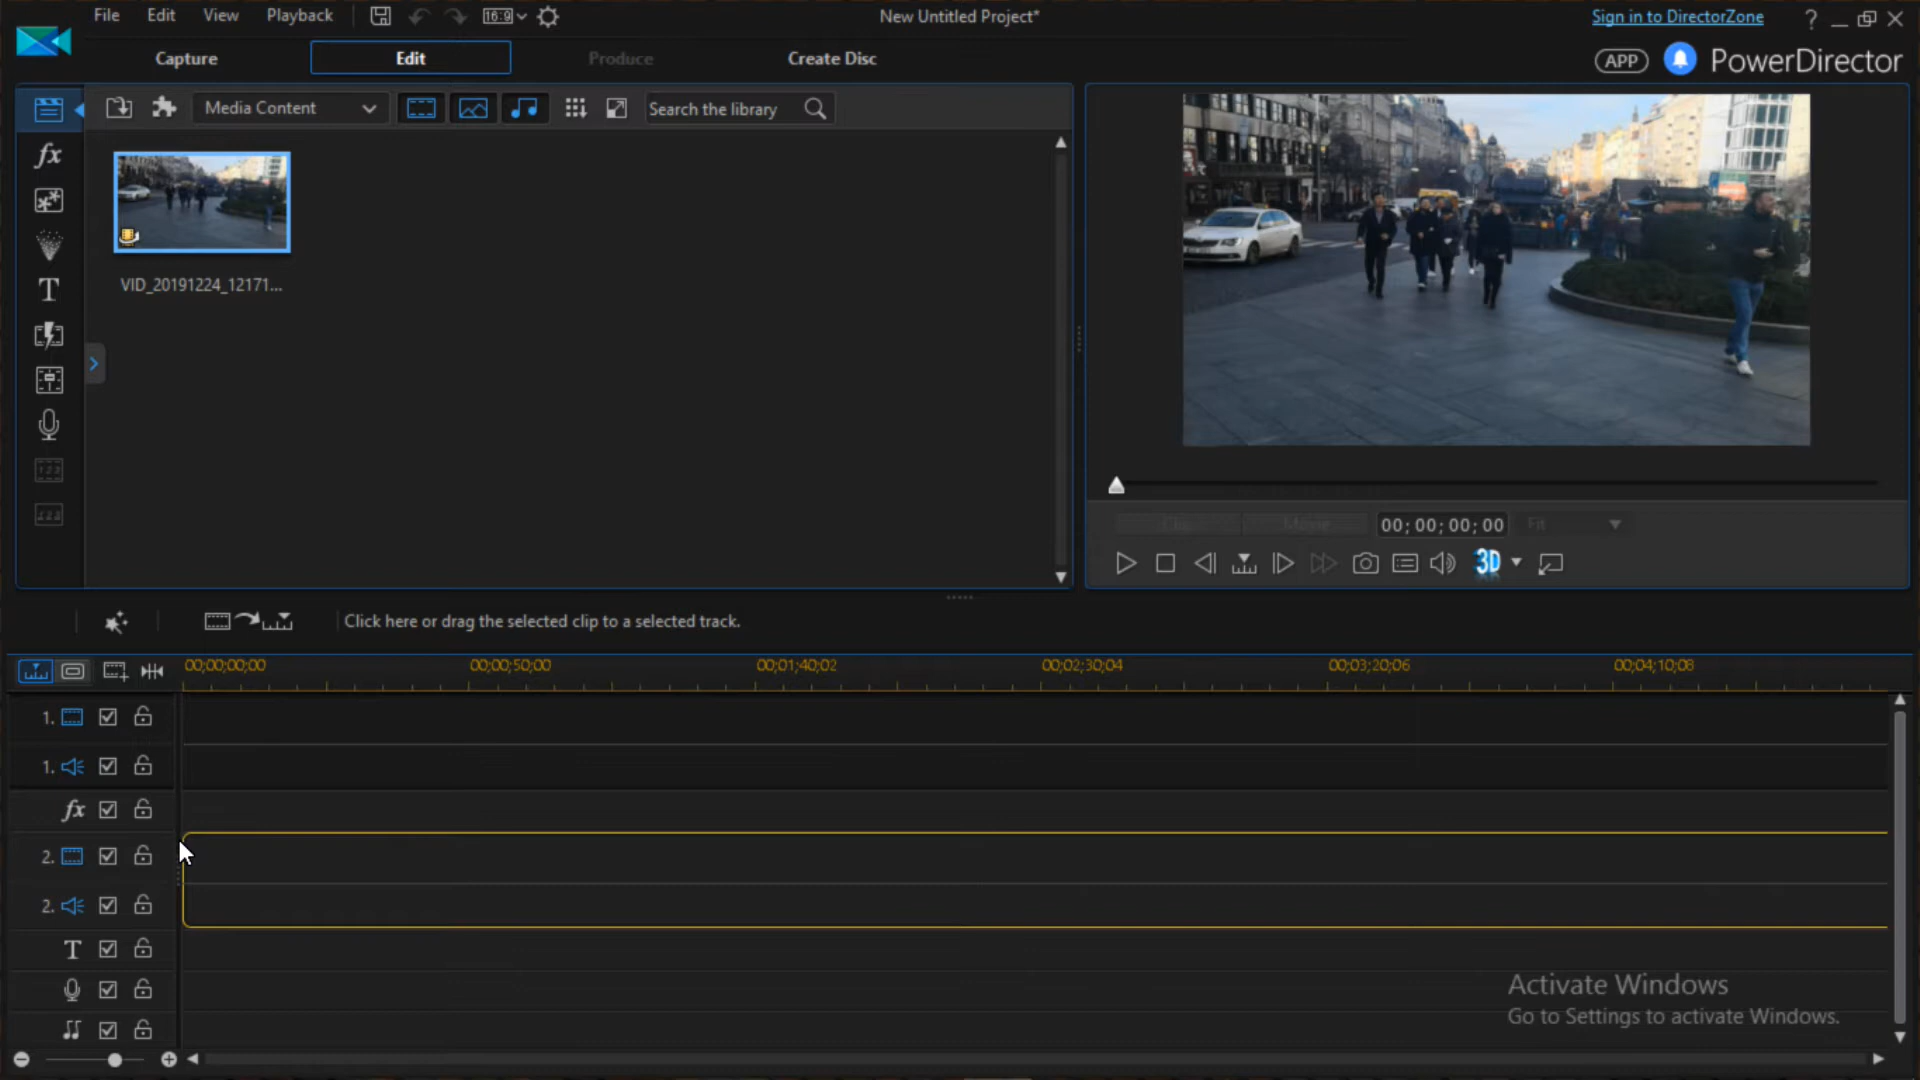 File Edit View Playback 16:9 New Untitled Project* Sign in to DirectorZone ?
Capture Edit Produce Create Disc APP PowerDirector
Media Content Search the library
fx
T
VID_20191224_12171...
Movie 00; 00; 00; 00 Fit
3D
Click here or drag the selected clip to a selected track.
00;00;00;00 00;00;50;00 00;01;40;02 00;02;30;04 00;03;20;06 00;04;10;08
1.
1.
fx
2.
2.
T
Activate Windows
Go to Settings to activate Windows.